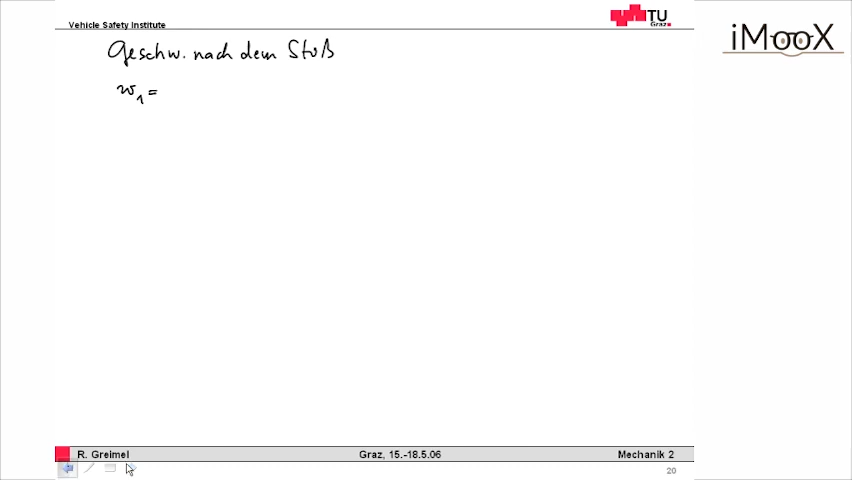 Vehicle Safety Institute
TU
Graz
iMooX
Geschw. nach dem Stoß
w1 =
R. Greimel
Graz, 15.-18.5.06
Mechanik 2
20